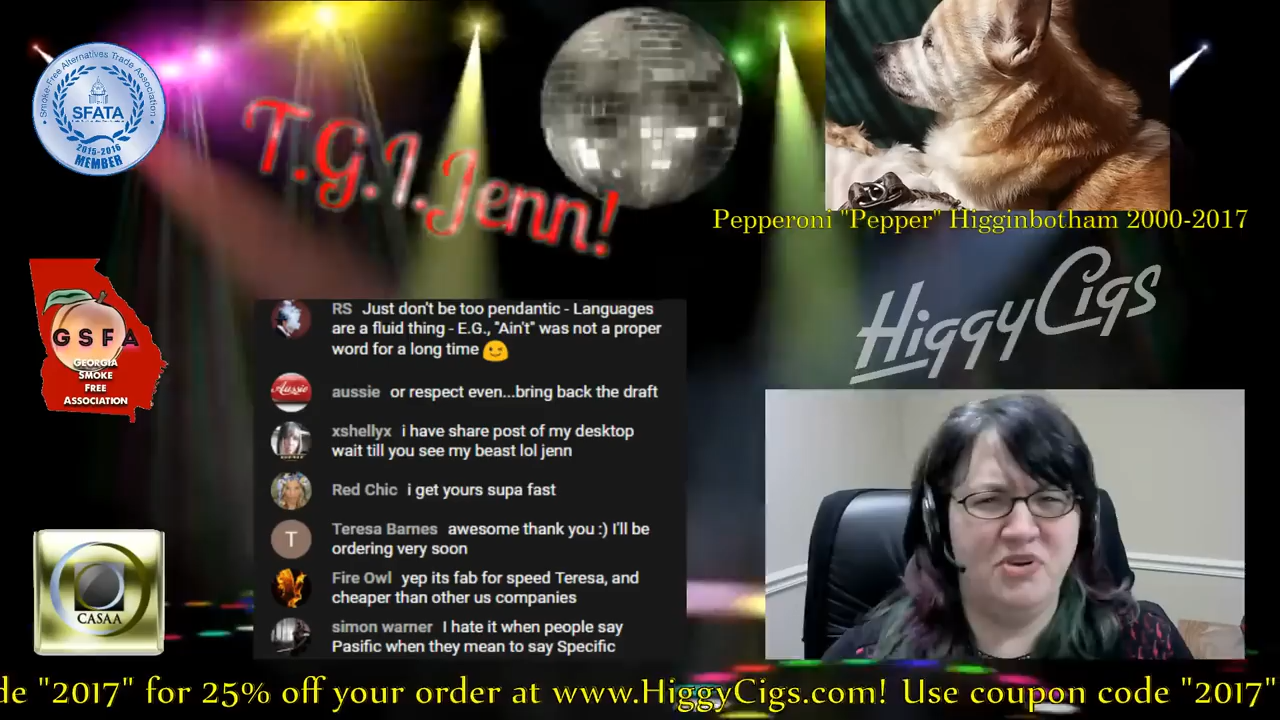 Smoke-Free Alternatives Trade Association
SFATA
2015-2016
MEMBER
T.G.I.Jenn!
Pepperoni "Pepper" Higginbotham 2000-2017
HiggyCigs
GSFA
GEORGIA
SMOKE
FREE
ASSOCIATION
RS Just don't be too pendantic - Languages
are a fluid thing - E.G., "Ain't" was not a proper
word for a long time 😉
Aussie
aussie or respect even...bring back the draft
xshellyx i have share post of my desktop
wait till you see my beast lol jenn
Red Chic i get yours supa fast
T
Teresa Barnes awesome thank you :) I'll be
ordering very soon
Fire Owl yep its fab for speed Teresa, and
cheaper than other us companies
simon warner I hate it when people say
Pasific when they mean to say Specific
CASAA
de "2017" for 25% off your order at www.HiggyCigs.com! Use coupon code "2017"